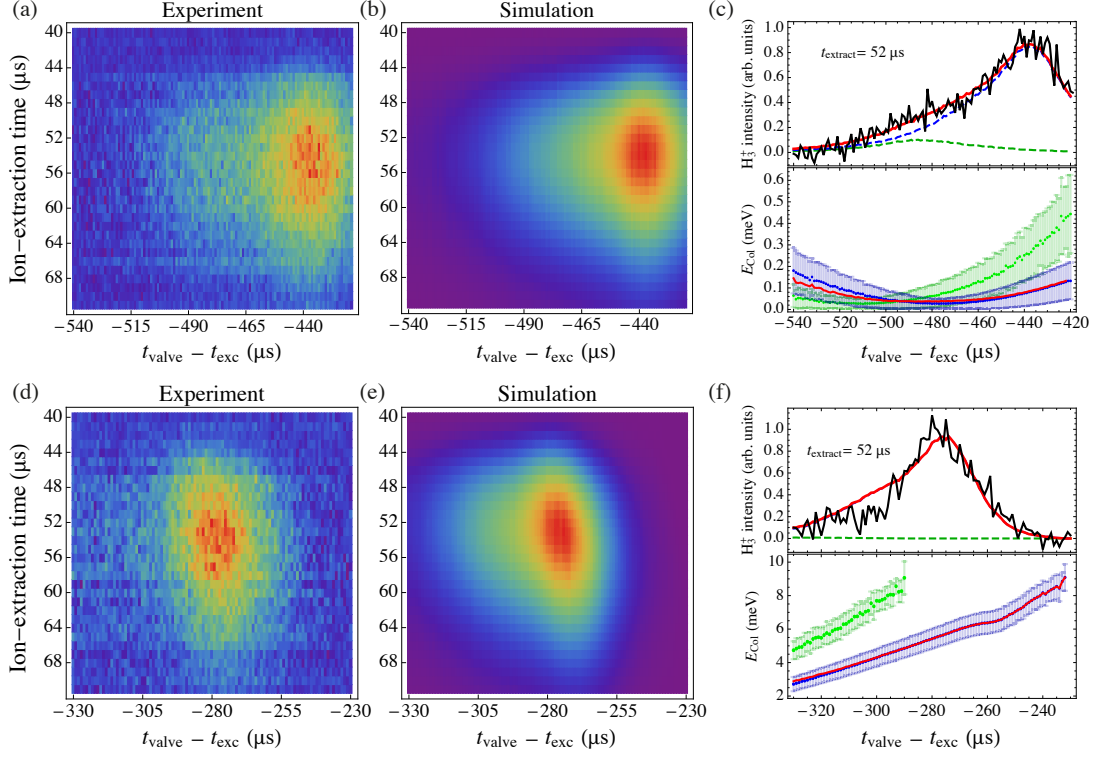 (a) Experiment
40
44
48
52
56
60
64
68
Ion-extraction time (μs)
−540 −515 −490 −465 −440
t_valve − t_exc (μs)
(b) Simulation
40
44
48
52
56
60
64
68
−540 −515 −490 −465 −440
t_valve − t_exc (μs)
(c)
t_extract = 52 μs
1.0
0.8
0.6
0.4
0.2
0.0
H₃⁺ intensity (arb. units)
0.6
0.5
0.4
0.3
0.2
0.1
0.0
E_Col (meV)
−540 −520 −500 −480 −460 −440 −420
t_valve − t_exc (μs)
(d) Experiment
40
44
48
52
56
60
64
68
Ion-extraction time (μs)
−330 −305 −280 −255 −230
t_valve − t_exc (μs)
(e) Simulation
40
44
48
52
56
60
64
68
−330 −305 −280 −255 −230
t_valve − t_exc (μs)
(f)
t_extract = 52 μs
1.0
0.8
0.6
0.4
0.2
0.0
H₃⁺ intensity (arb. units)
10
8
6
4
2
E_Col (meV)
−320 −300 −280 −260 −240
t_valve − t_exc (μs)